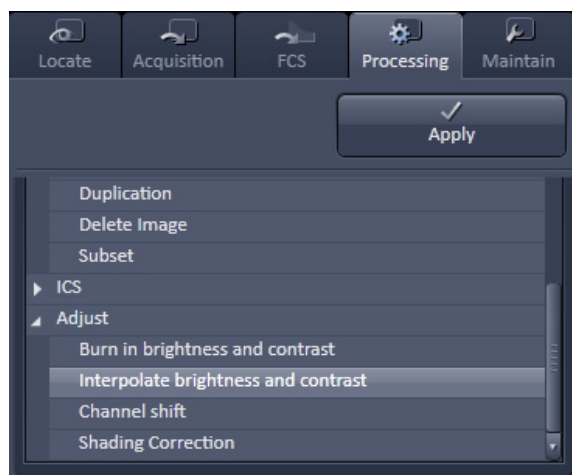 Locate Acquisition FCS Processing Maintain
Apply
Duplication
Delete Image
Subset
ICS
Adjust
Burn in brightness and contrast
Interpolate brightness and contrast
Channel shift
Shading Correction